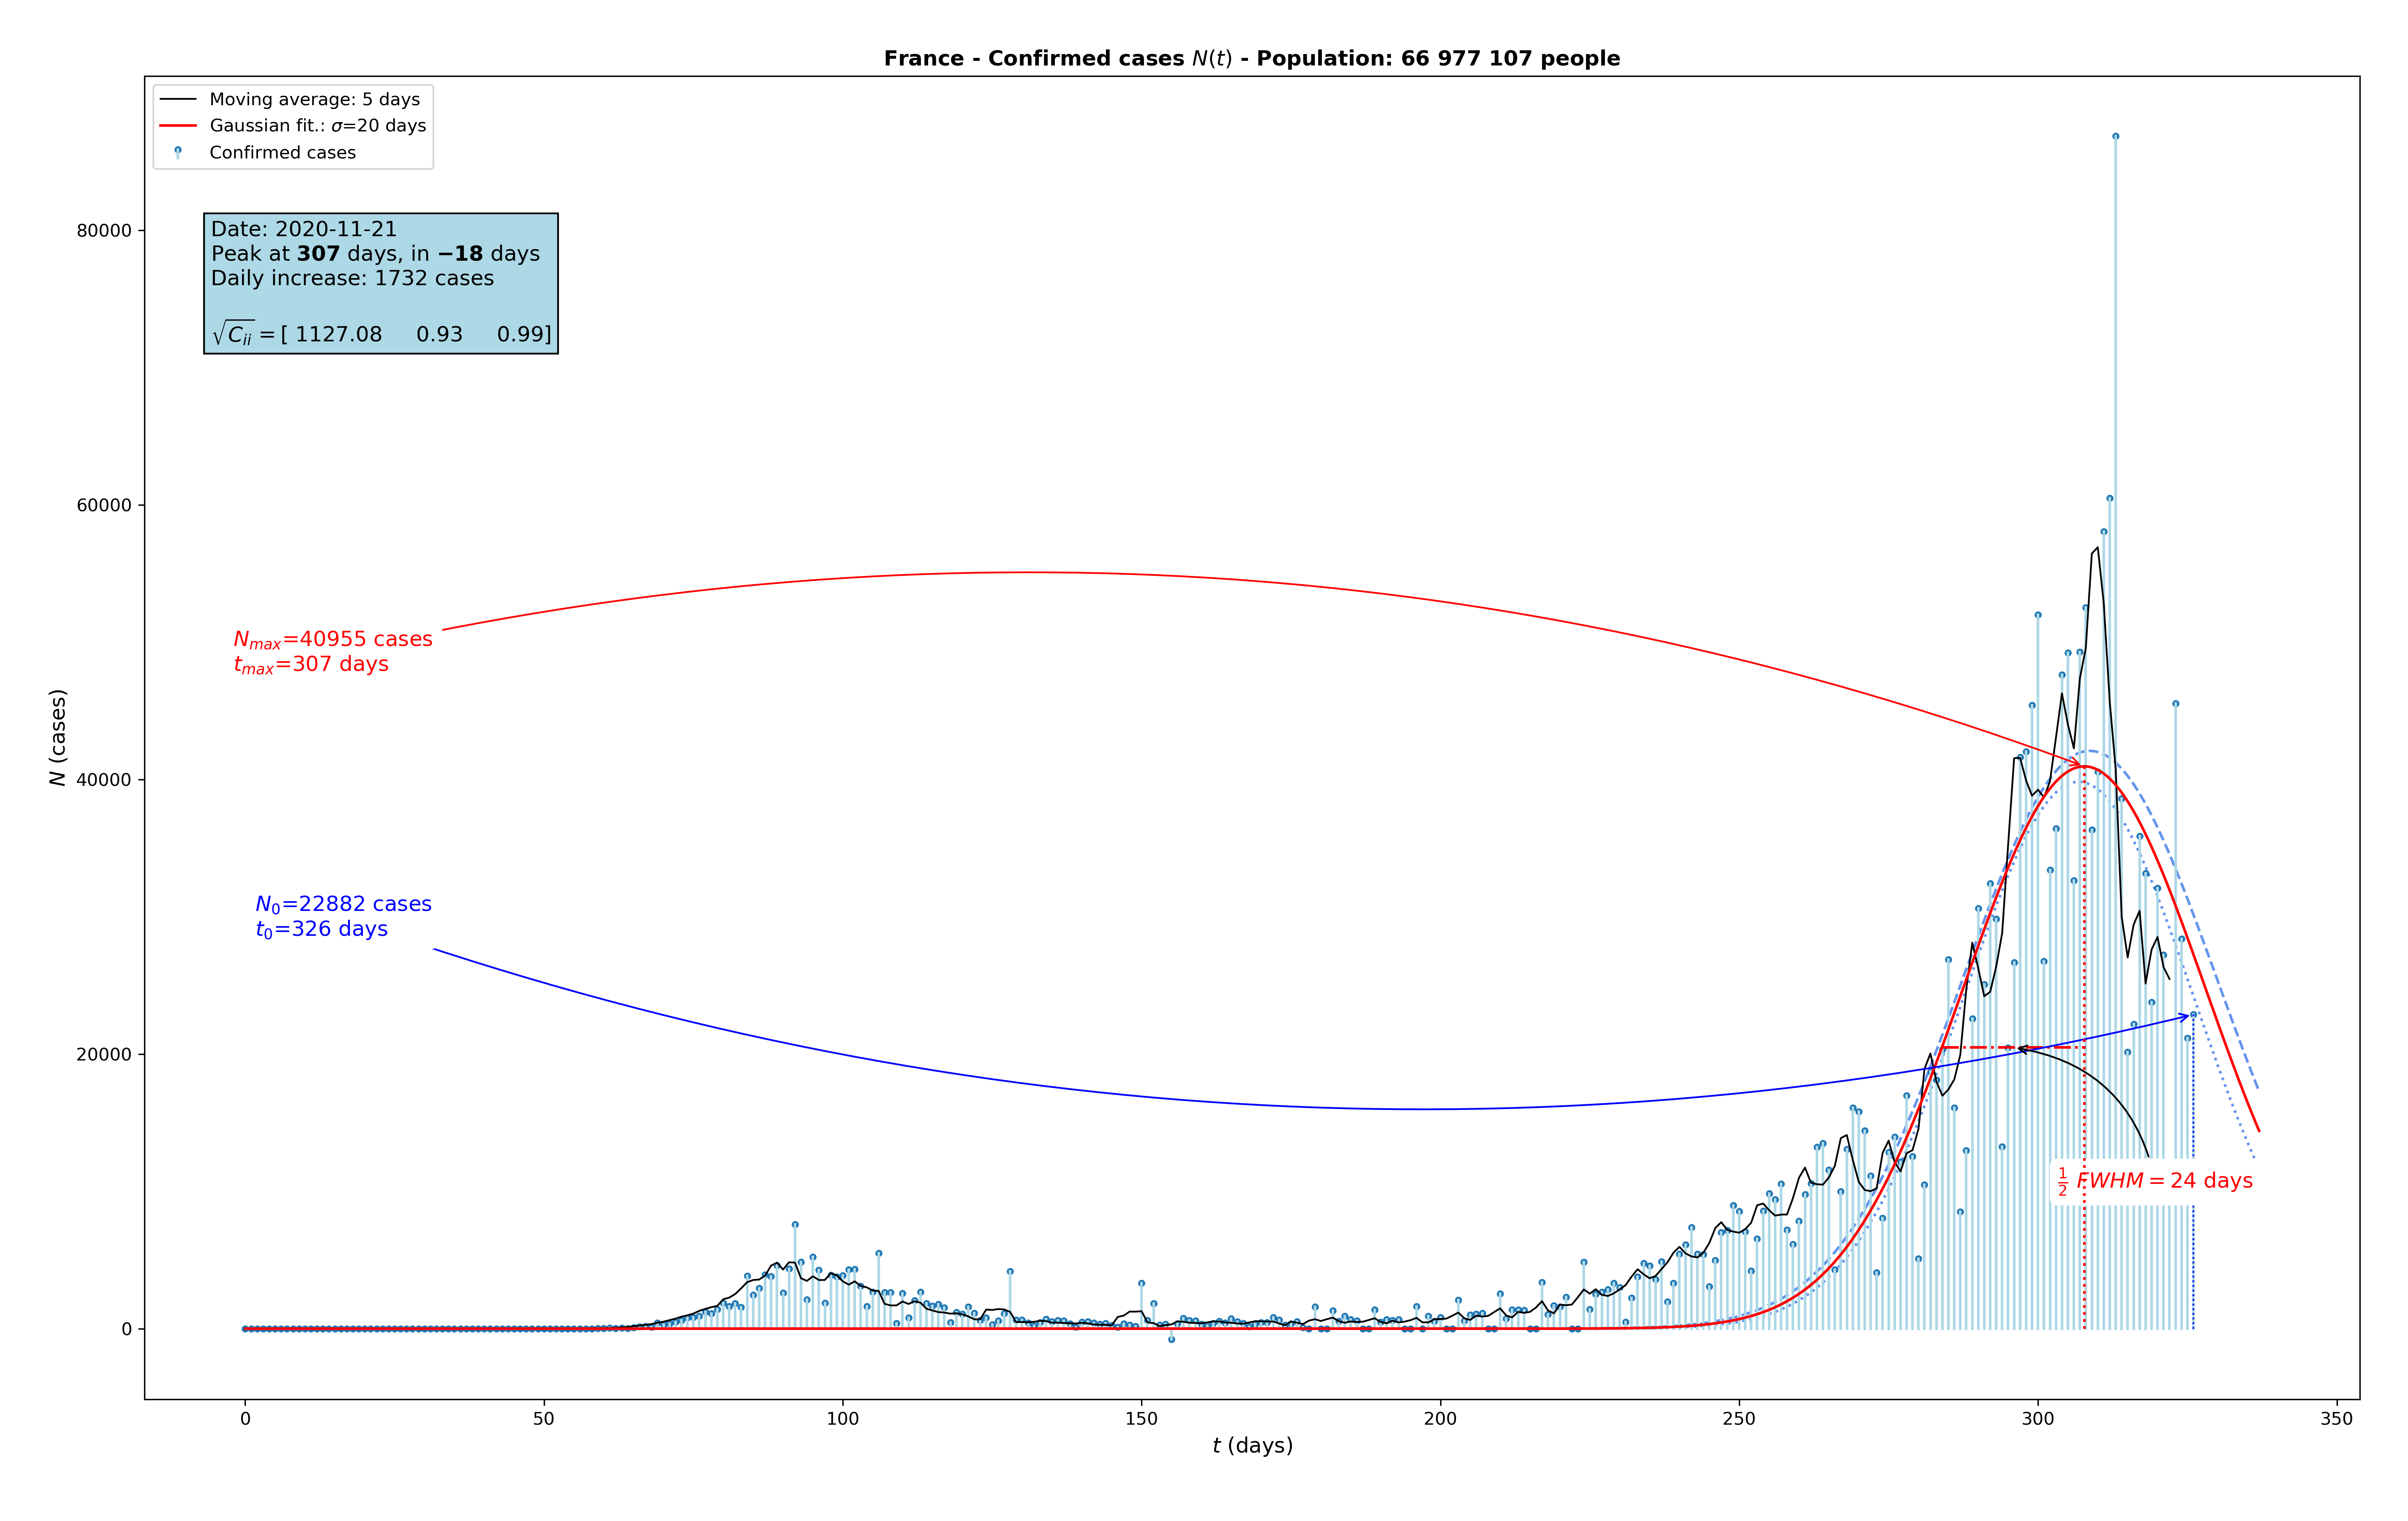 France - Confirmed cases N(t) - Population: 66 977 107 people
Moving average: 5 days
Gaussian fit.: σ=20 days
Confirmed cases
Date: 2020-11-21
Peak at 307 days, in −18 days
Daily increase: 1732 cases
√C_ii = [ 1127.08 0.93 0.99]
N_max=40955 cases
t_max=307 days
N_0=22882 cases
t_0=326 days
1/2 FWHM = 24 days
N (cases)
80000
60000
40000
20000
0
0 50 100 150 200 250 300 350
t (days)